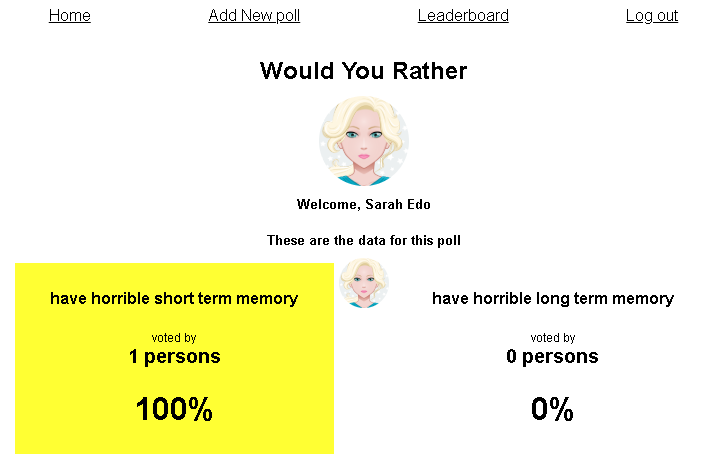 Home Add New poll Leaderboard Log out
Would You Rather
Welcome, Sarah Edo
These are the data for this poll
have horrible short term memory
voted by
1 persons
100%
have horrible long term memory
voted by
0 persons
0%